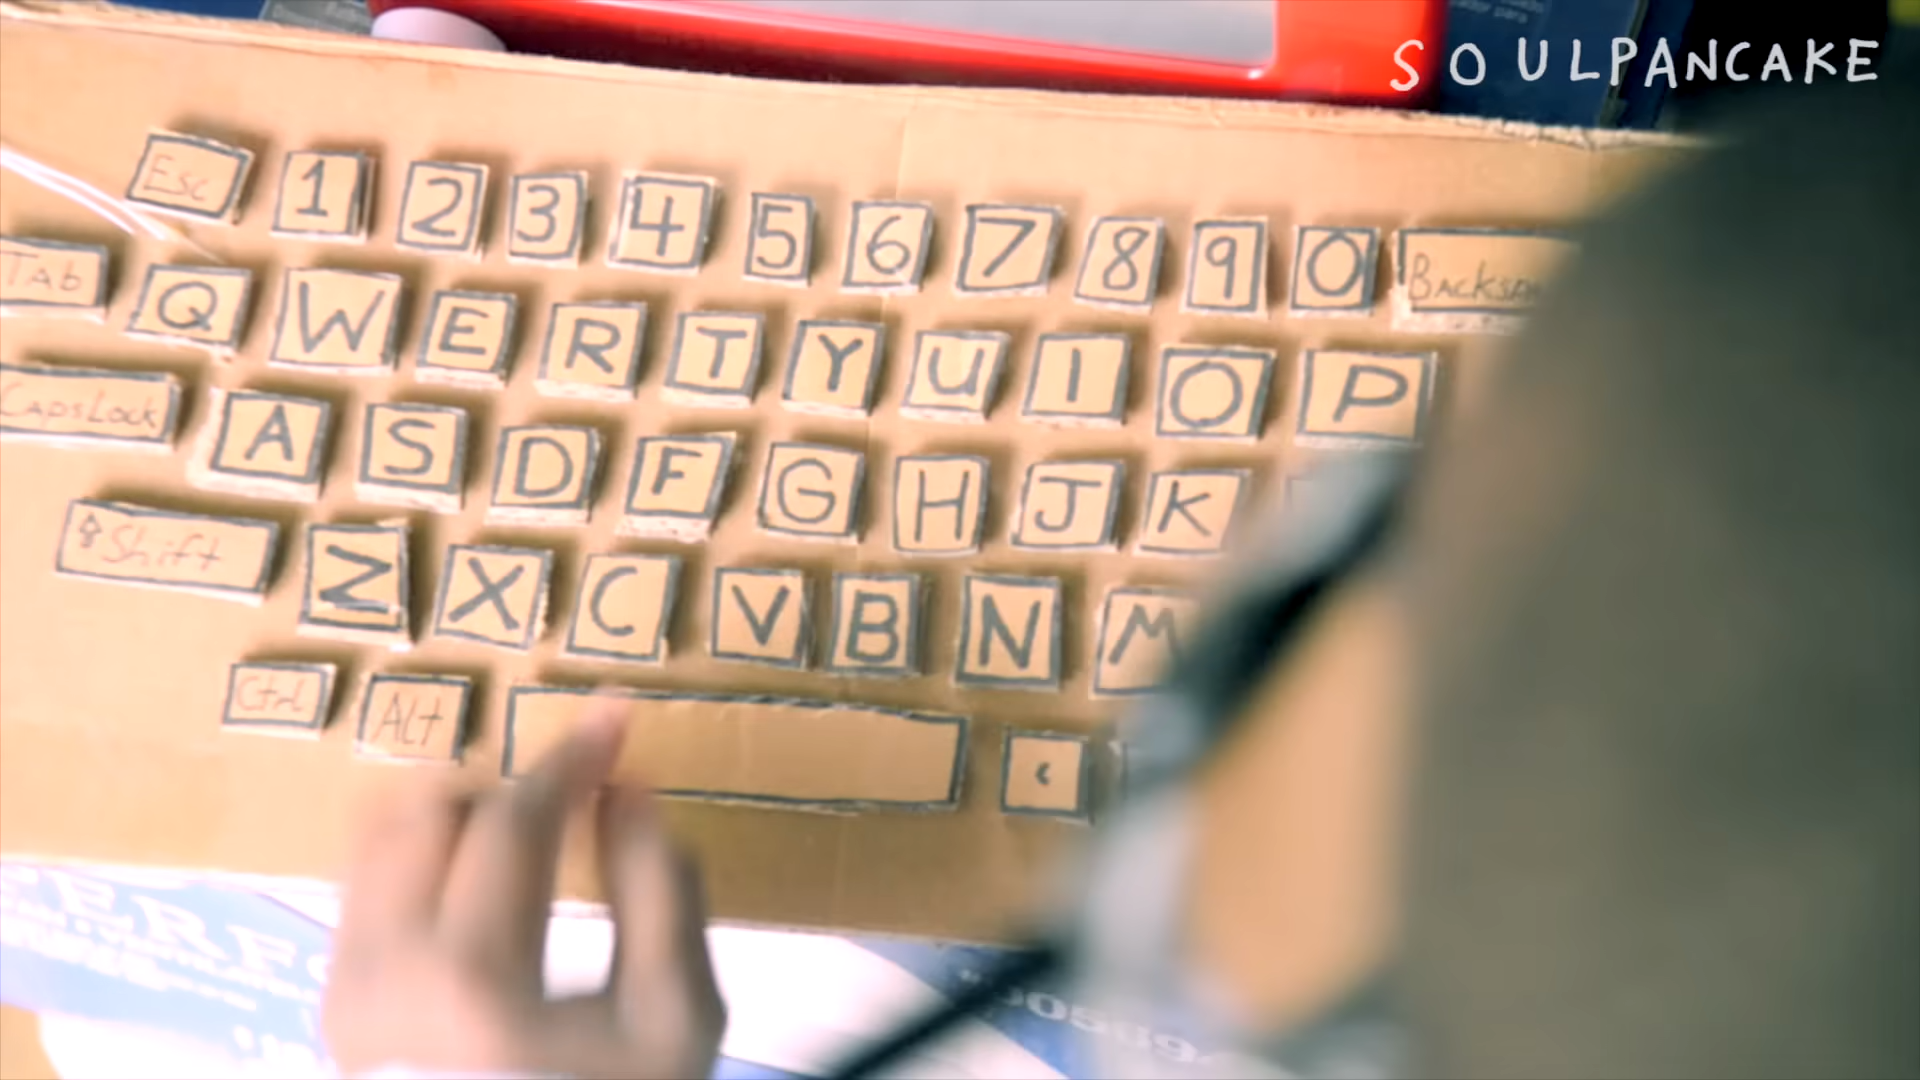 SOULPANCAKE
Esc 1 2 3 4 5 6 7 8 9 0
Tab Q W E R T Y U I O P
CapsLock A S D F G H J K
Shift Z X C V B N M
Ctrl Alt <